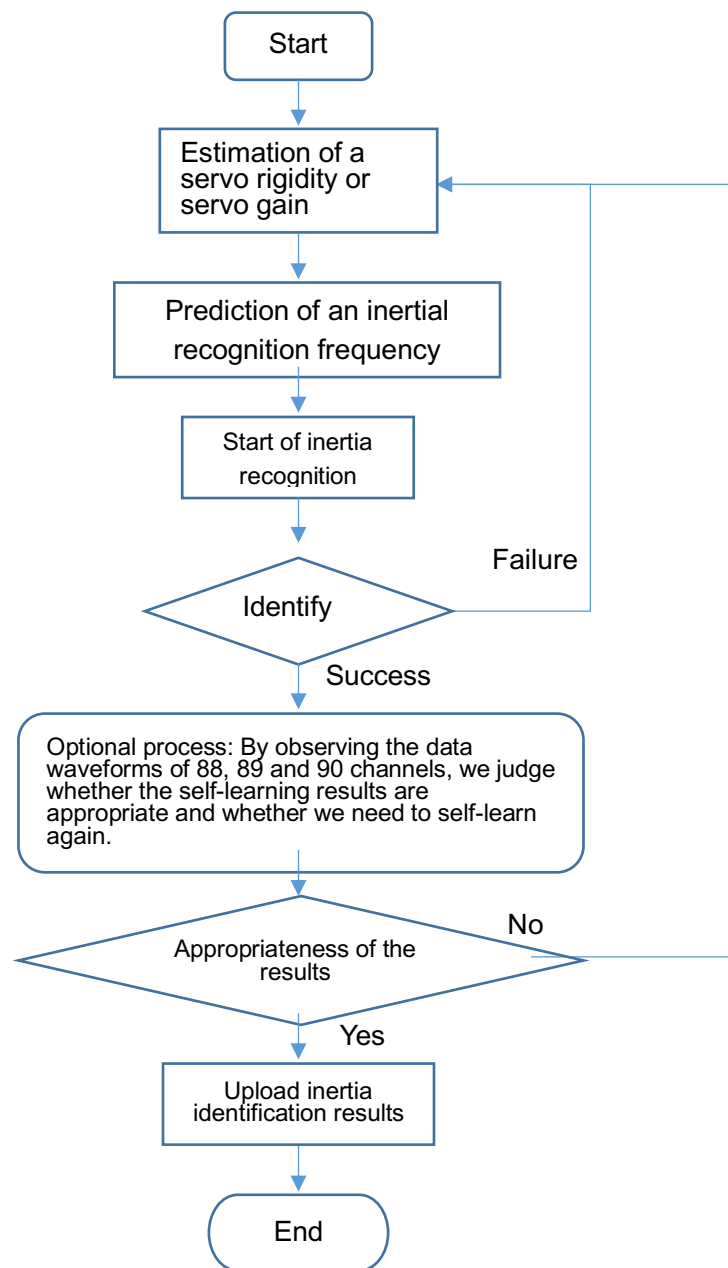 Start
Estimation of a
servo rigidity or
servo gain
Prediction of an inertial
recognition frequency
Start of inertia
recognition
Failure
Identify
Success
Optional process: By observing the data
waveforms of 88, 89 and 90 channels, we judge
whether the self-learning results are
appropriate and whether we need to self-learn
again.
No
Appropriateness of the
results
Yes
Upload inertia
identification results
End